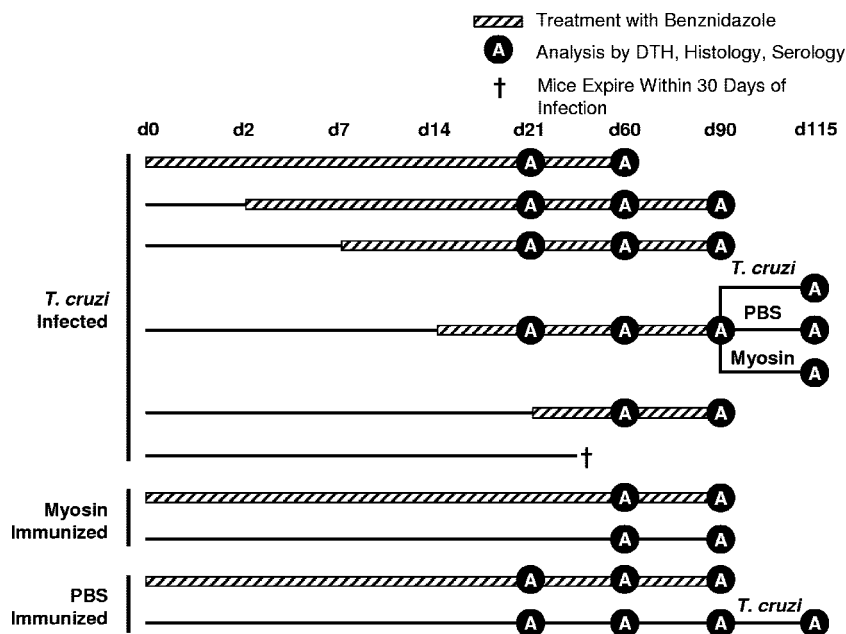 Treatment with Benznidazole
A Analysis by DTH, Histology, Serology
† Mice Expire Within 30 Days of
Infection
d0 d2 d7 d14 d21 d60 d90 d115
A A
A A A
A A A
T. cruzi
A
T. cruzi
Infected
A A A PBS A
Myosin
A
A A
†
Myosin
Immunized
A A
A A
PBS
Immunized
A A A
T. cruzi
A A A A